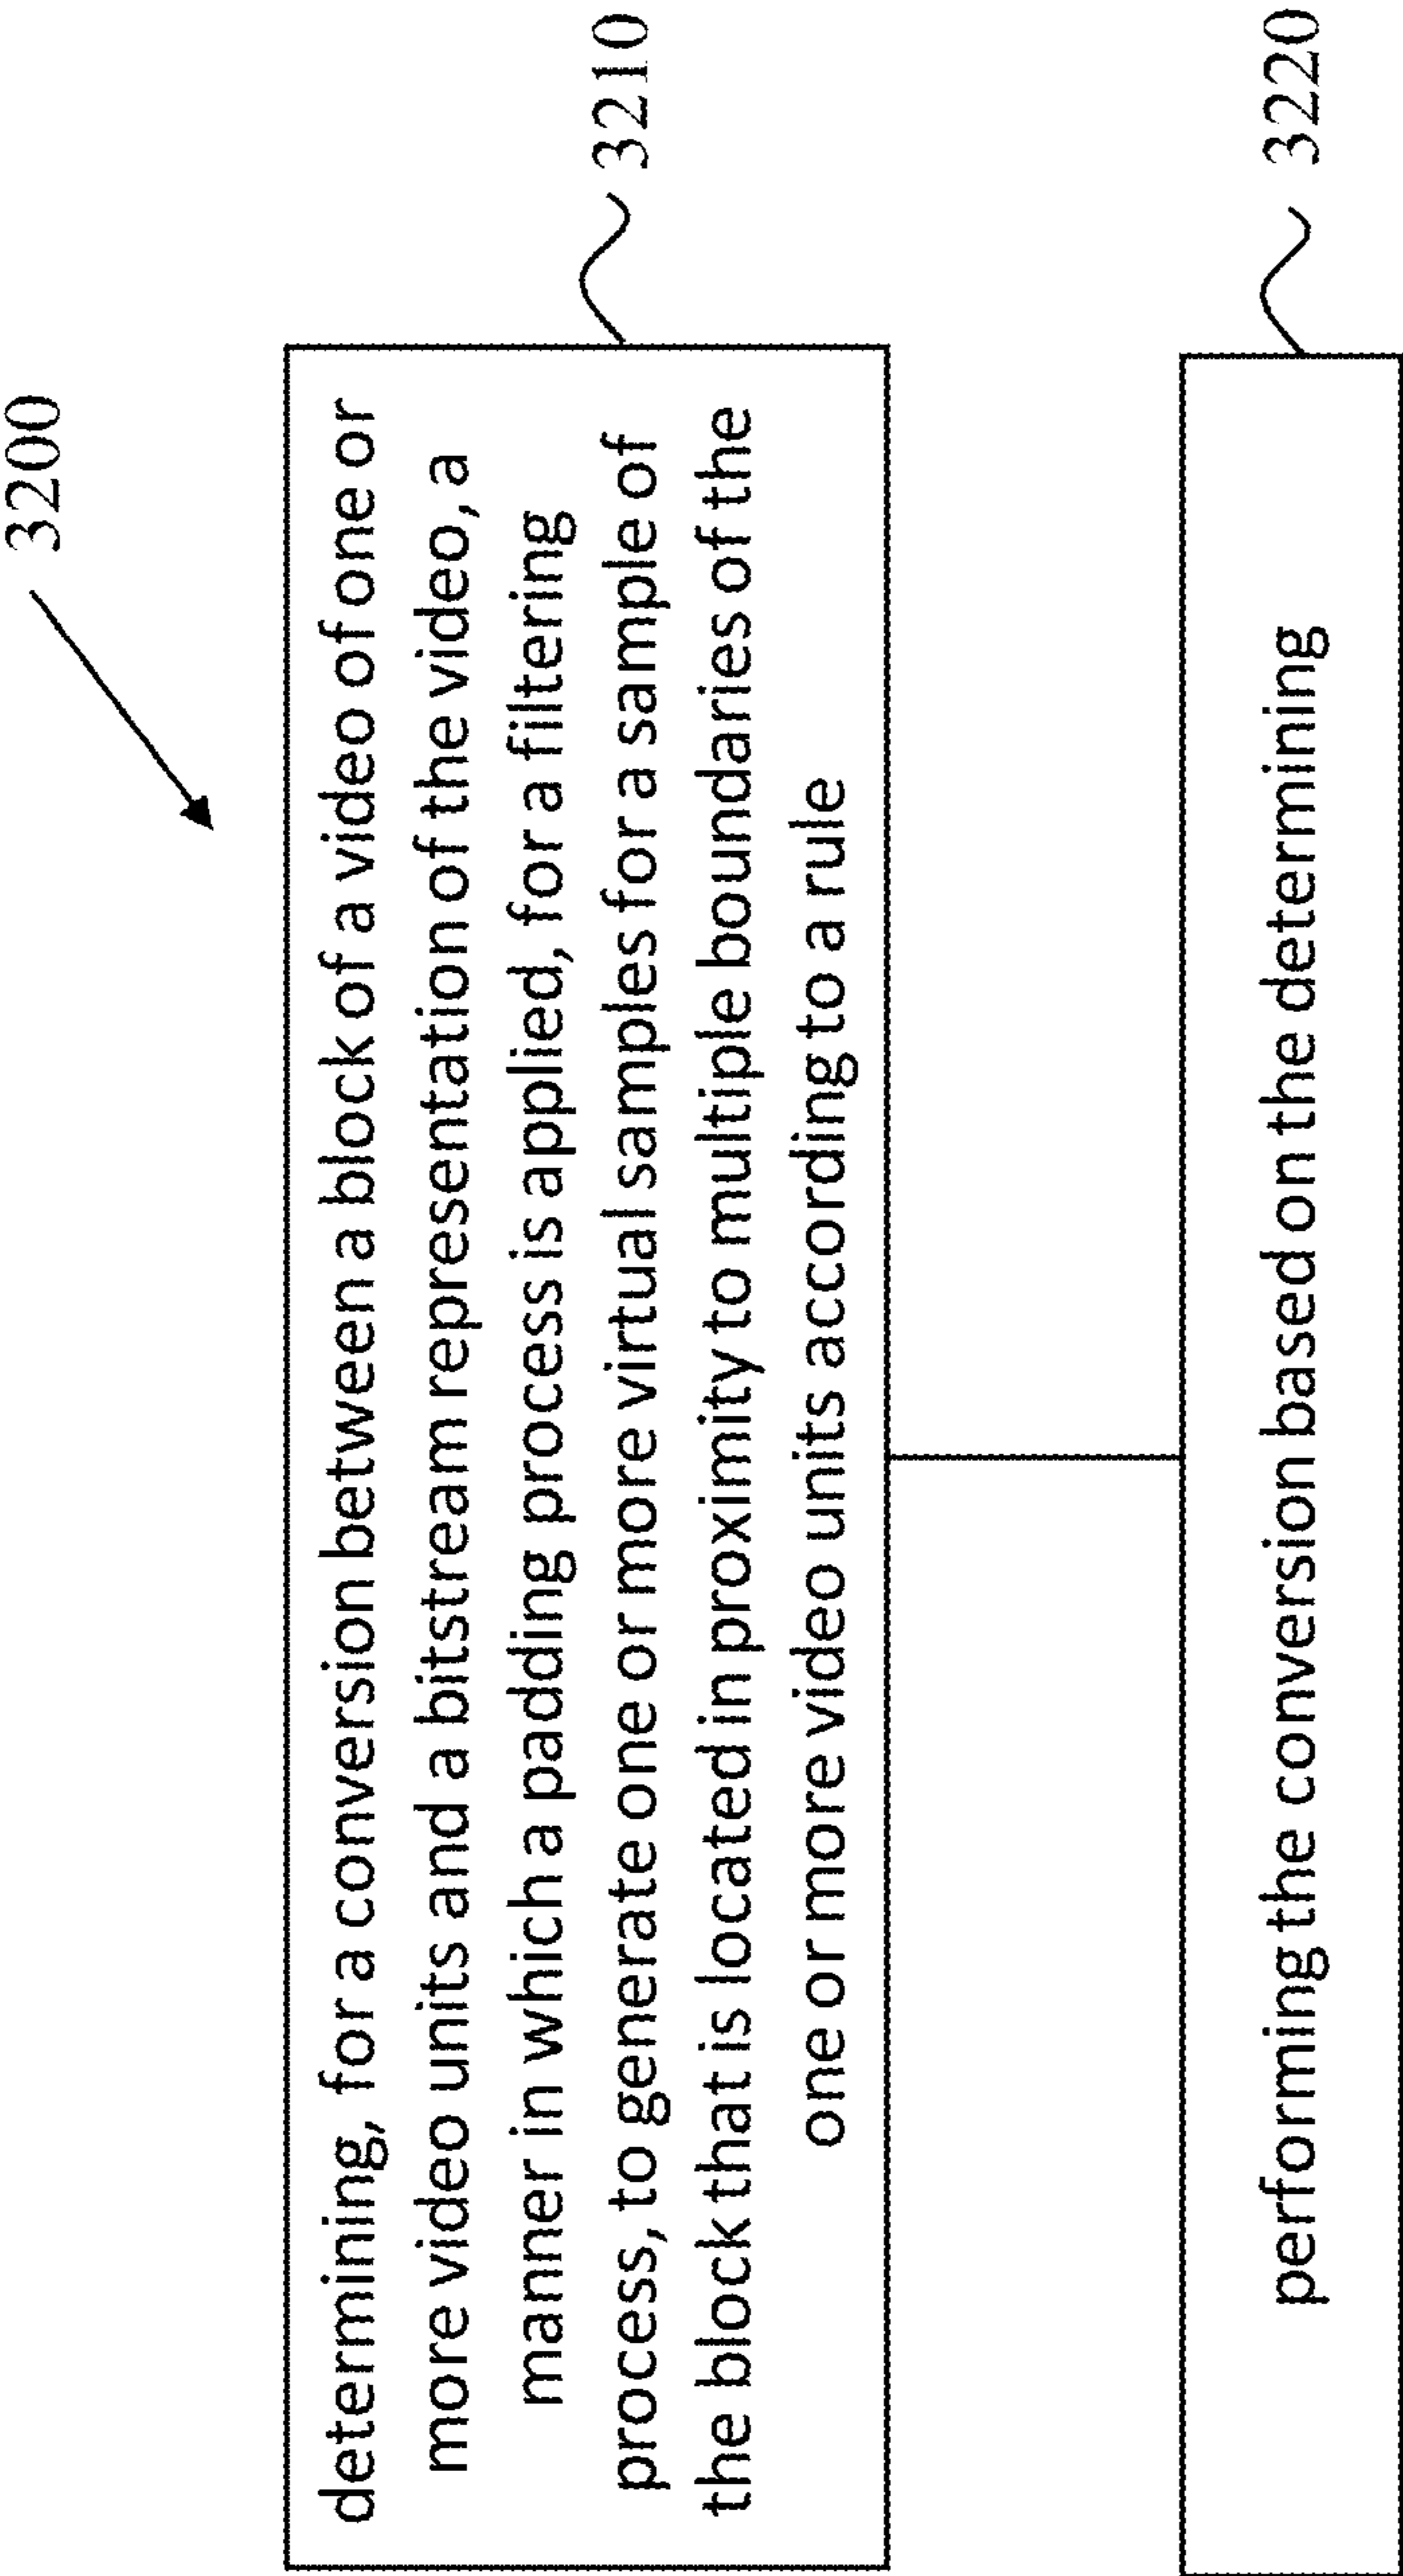 3200
determining, for a conversion between a block of a video of one or
more video units and a bitstream representation of the video, a
manner in which a padding process is applied, for a filtering
process, to generate one or more virtual samples for a sample of
the block that is located in proximity to multiple boundaries of the
one or more video units according to a rule
3210
performing the conversion based on the determining
3220